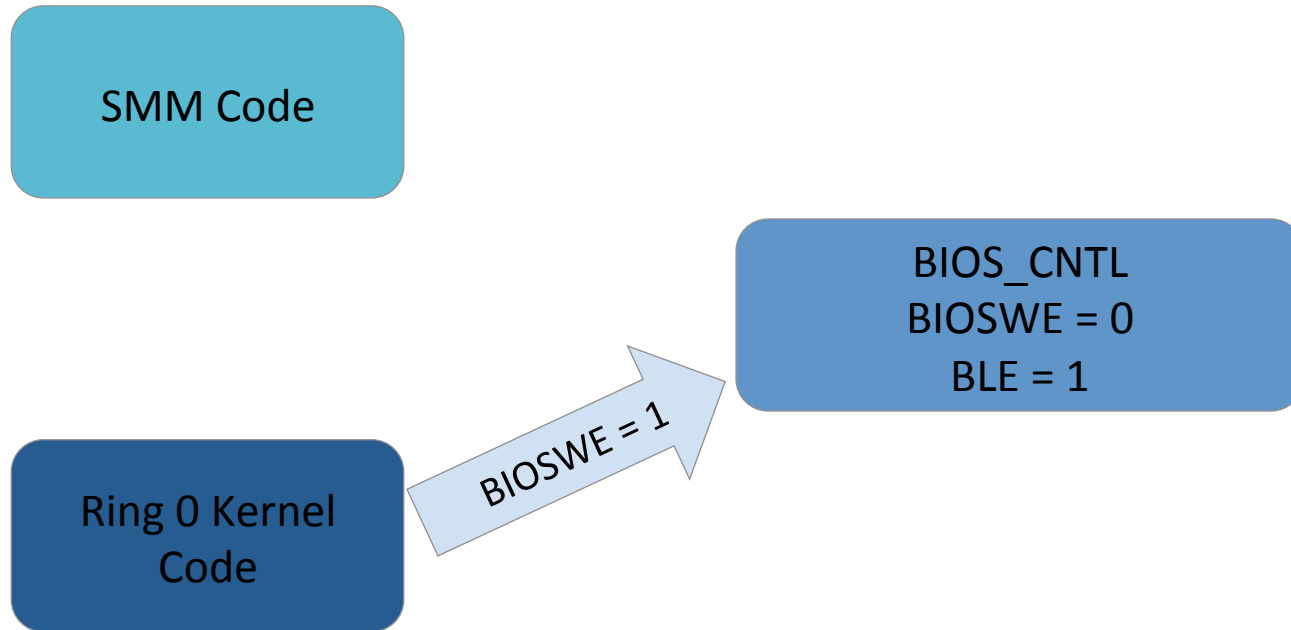 SMM Code
BIOS_CNTL
BIOSWE = 0
BLE = 1
BIOSWE = 1
Ring 0 Kernel
Code